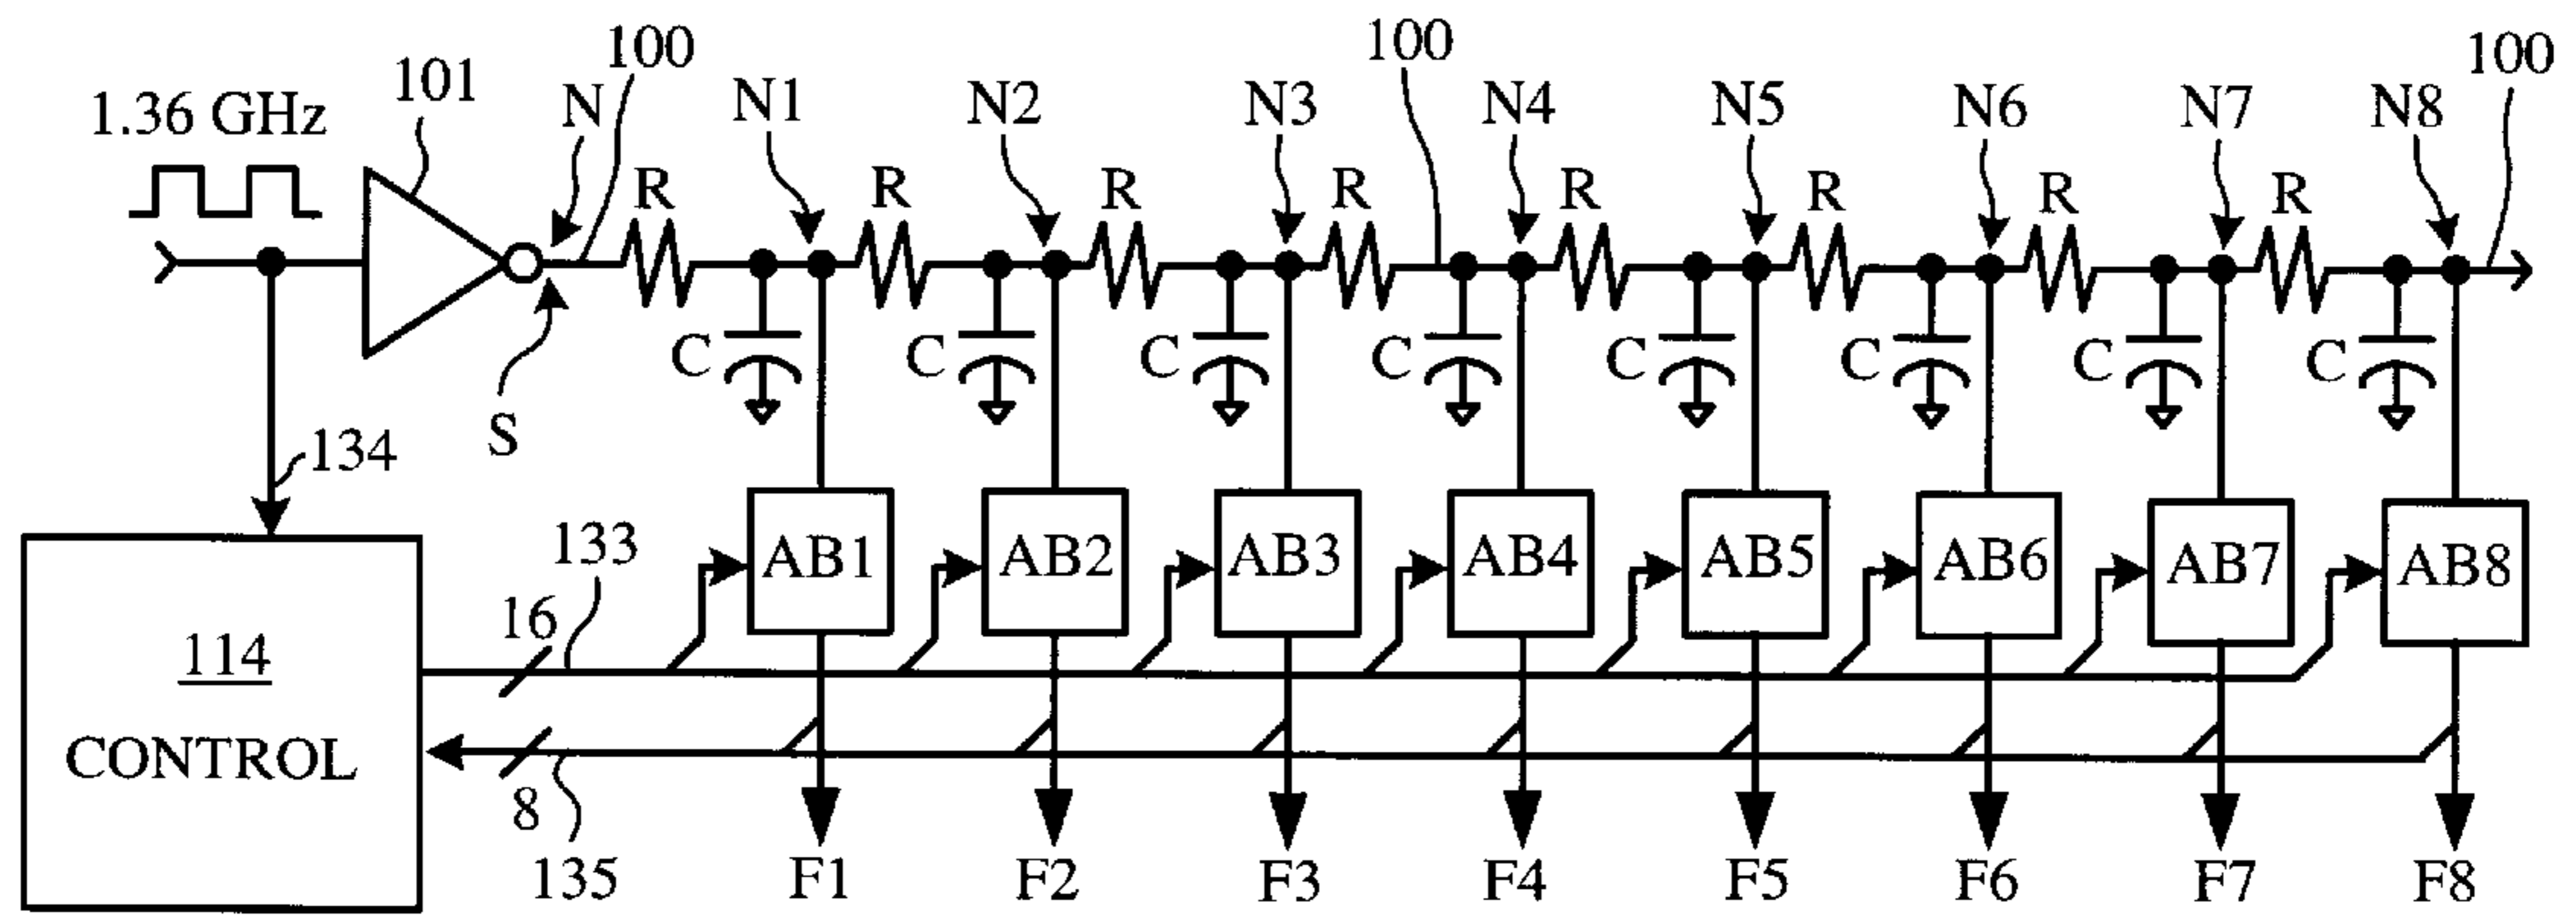 1.36 GHz
101
N
100
N1
N2
N3
100
N4
N5
N6
N7
N8
100
R
R
R
R
R
R
R
R
C
C
C
C
C
C
C
C
S
134
133
16
AB1
AB2
AB3
AB4
AB5
AB6
AB7
AB8
114
CONTROL
8
135
F1
F2
F3
F4
F5
F6
F7
F8